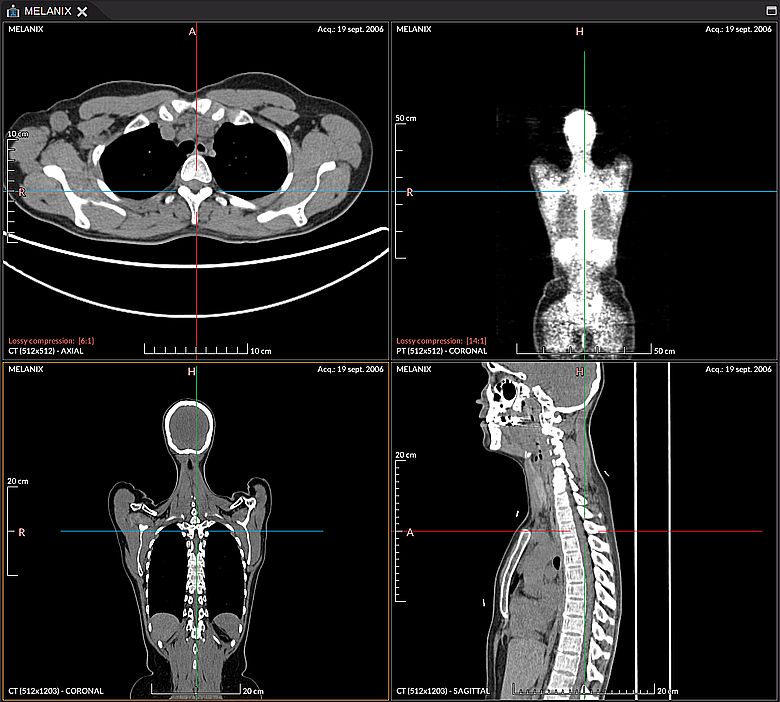 MELANIX
MELANIX
A
Acq.: 19 sept. 2006
10 cm
R
Lossy compression: [6:1]
CT (512x512) - AXIAL
10 cm
MELANIX
H
Acq.: 19 sept. 2006
50 cm
R
Lossy compression: [14:1]
PT (512x512) - CORONAL
50 cm
MELANIX
H
Acq.: 19 sept. 2006
20 cm
R
CT (512x1203) - CORONAL
20 cm
MELANIX
H
Acq.: 19 sept. 2006
20 cm
A
CT (512x1203) - SAGITTAL
20 cm